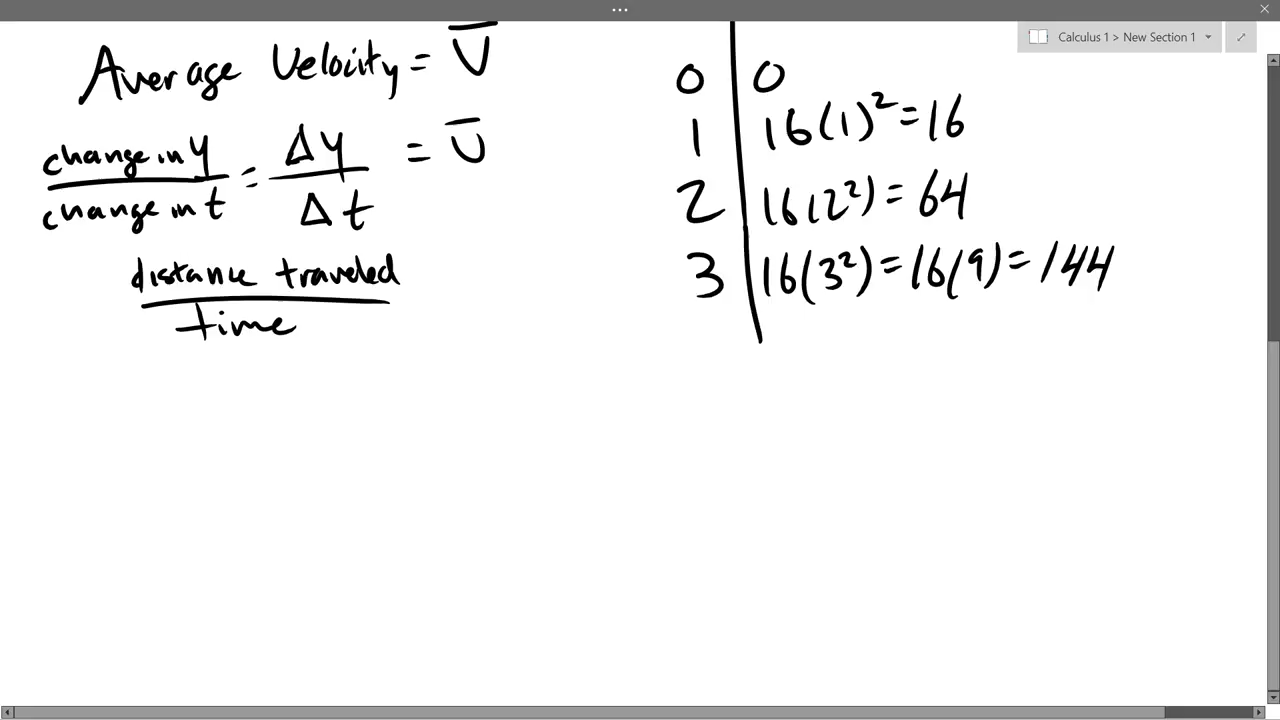 Calculus 1 > New Section 1
Average Velocity = V̅
change in y / change in t = Δy / Δt = V̅
distance traveled / time
0 | 0
1 | 16(1)² = 16
2 | 16(2²) = 64
3 | 16(3²) = 16(9) = 144